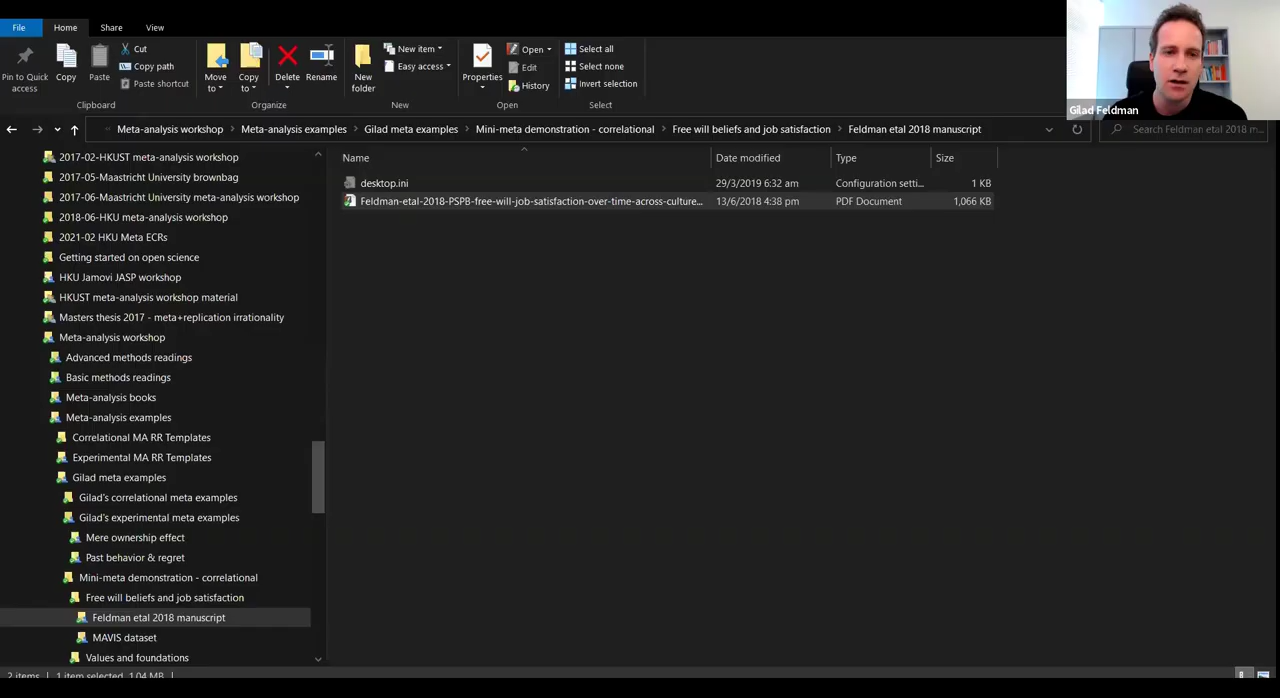 File Home Share View
Pin to Quick access
Copy
Paste
Cut
Copy path
Paste shortcut
Clipboard
Move to
Copy to
Delete
Rename
Organize
New folder
New item
Easy access
New
Properties
Open
Edit
History
Open
Select all
Select none
Invert selection
Select
Gilad Feldman
Meta-analysis workshop > Meta-analysis examples > Gilad meta examples > Mini-meta demonstration - correlational > Free will beliefs and job satisfaction > Feldman etal 2018 manuscript
Search Feldman etal 2018 m...
2017-02-HKUST meta-analysis workshop
2017-05-Maastricht University brownbag
2017-06-Maastricht University meta-analysis workshop
2018-06-HKU meta-analysis workshop
2021-02 HKU Meta ECRs
Getting started on open science
HKU Jamovi JASP workshop
HKUST meta-analysis workshop material
Masters thesis 2017 - meta+replication irrationality
Meta-analysis workshop
Advanced methods readings
Basic methods readings
Meta-analysis books
Meta-analysis examples
Correlational MA RR Templates
Experimental MA RR Templates
Gilad meta examples
Gilad's correlational meta examples
Gilad's experimental meta examples
Mere ownership effect
Past behavior & regret
Mini-meta demonstration - correlational
Free will beliefs and job satisfaction
Feldman etal 2018 manuscript
MAVIS dataset
Values and foundations
Name Date modified Type Size
desktop.ini 29/3/2019 6:32 am Configuration setti... 1 KB
Feldman-etal-2018-PSPB-free-will-job-satisfaction-over-time-across-culture... 13/6/2018 4:38 pm PDF Document 1,066 KB
2 items 1 item selected 1.04 MB